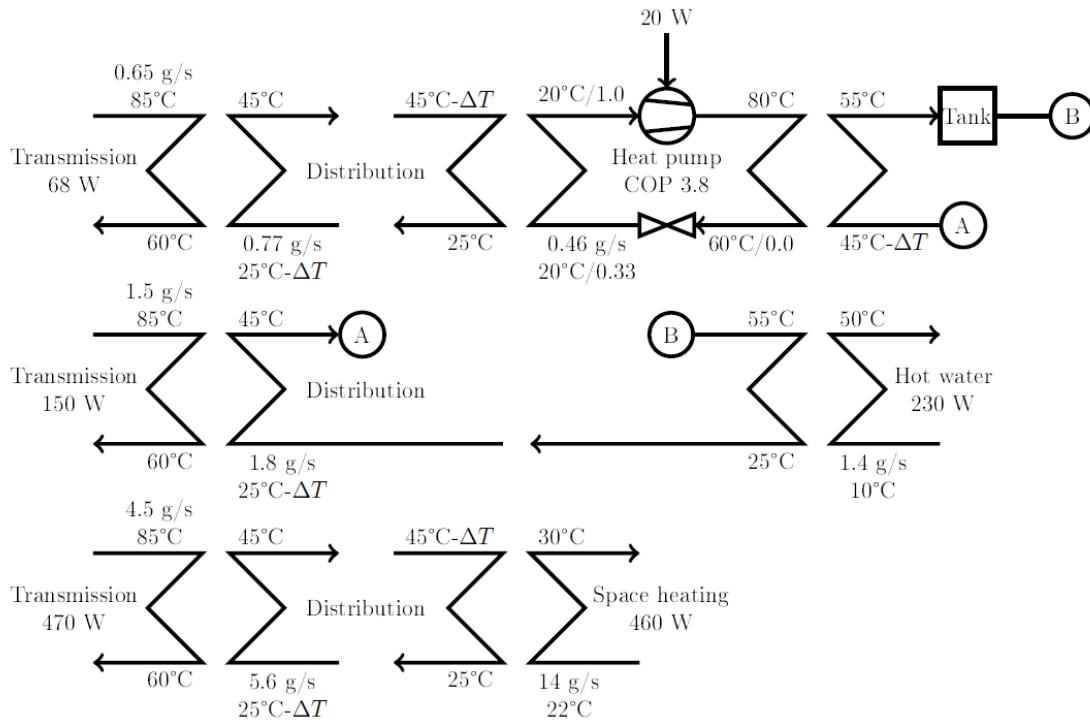 20 W
0.65 g/s
85°C
45°C
45°C-ΔT
20°C/1.0
80°C
55°C
Tank
B
Transmission
68 W
Distribution
Heat pump
COP 3.8
60°C
0.77 g/s
25°C-ΔT
25°C
0.46 g/s
20°C/0.33
60°C/0.0
45°C-ΔT
A
1.5 g/s
85°C
45°C
A
B
55°C
50°C
Transmission
150 W
Distribution
Hot water
230 W
60°C
1.8 g/s
25°C-ΔT
25°C
1.4 g/s
10°C
4.5 g/s
85°C
45°C
45°C-ΔT
30°C
Transmission
470 W
Distribution
Space heating
460 W
60°C
5.6 g/s
25°C-ΔT
25°C
14 g/s
22°C